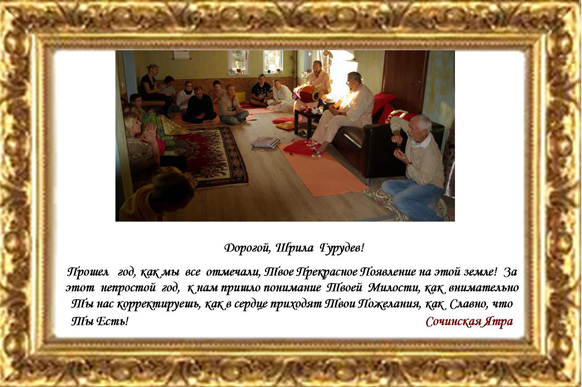 Дорогой, Шрила Гурудев!
Прошел год, как мы все отмечали, Твое Прекрасное Появление на этой земле! За
этот непростой год, к нам пришло понимание Твоей Милости, как внимательно
Ты нас корректируешь, как в сердце приходят Твои Пожелания, как Славно, что
Ты Есть! Сочинская Ятра